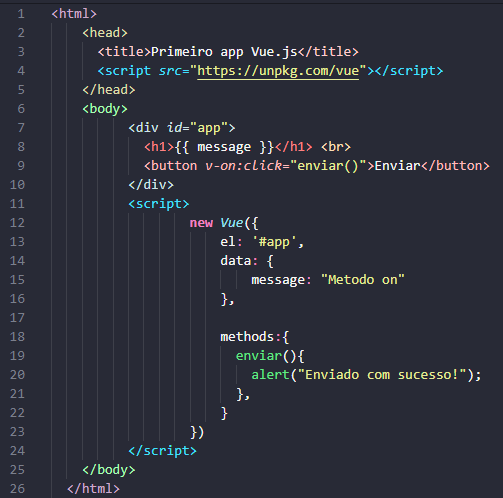 1 <html>
2 <head>
3 <title>Primeiro app Vue.js</title>
4 <script src="https://unpkg.com/vue"></script>
5 </head>
6 <body>
7 <div id="app">
8 <h1>{{ message }}</h1> <br>
9 <button v-on:click="enviar()">Enviar</button>
10 </div>
11 <script>
12 new Vue({
13 el: '#app',
14 data: {
15 message: "Metodo on"
16 },
17
18 methods:{
19 enviar(){
20 alert("Enviado com sucesso!");
21 },
22 }
23 })
24 </script>
25 </body>
26 </html>